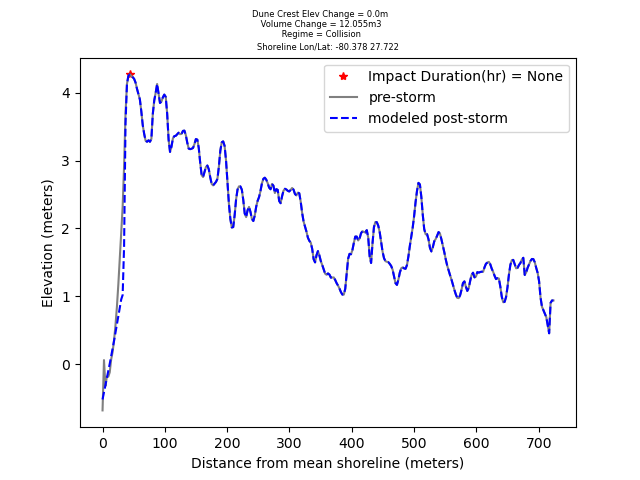 Dune Crest Elev Change = 0.0m
Volume Change = 12.055m3
Regime = Collision
Shoreline Lon/Lat: -80.378 27.722
Impact Duration(hr) = None
pre-storm
modeled post-storm
Elevation (meters)
4
3
2
1
0
0 100 200 300 400 500 600 700
Distance from mean shoreline (meters)